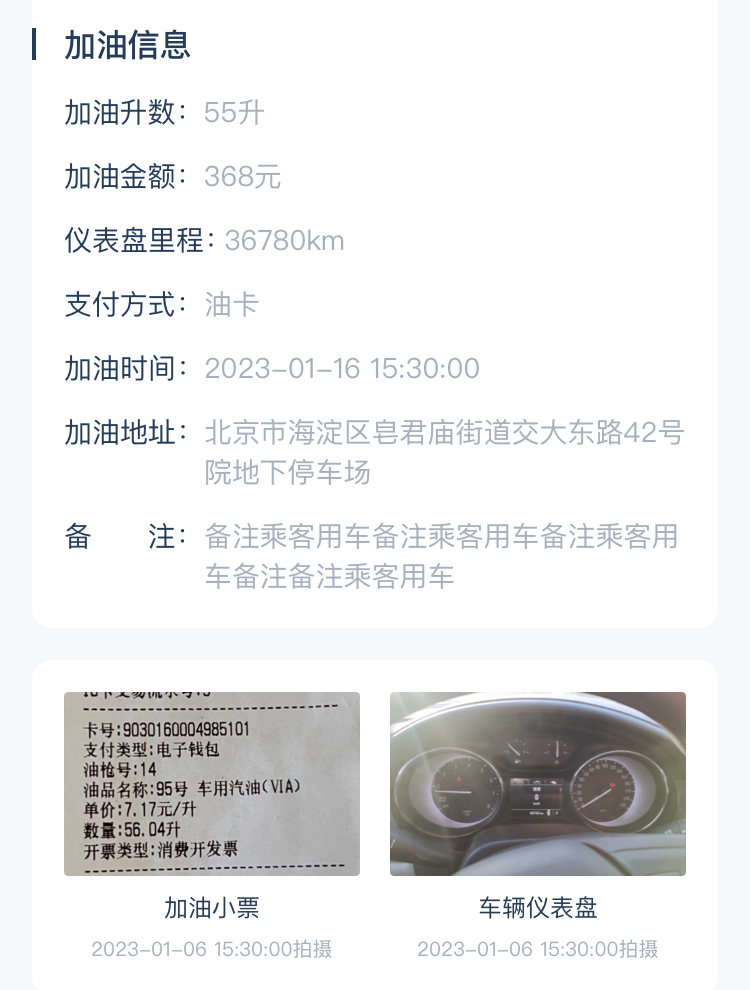 加油信息
加油升数：55升
加油金额：368元
仪表盘里程：36780km
支付方式：油卡
加油时间：2023-01-16 15:30:00
加油地址：北京市海淀区皂君庙街道交大东路42号
院地下停车场
备注：备注乘客用车备注乘客用车备注乘客用
车备注备注乘客用车
卡号:9030160004985101
支付类型:电子钱包
油枪号:14
油品名称:95号 车用汽油(VIA)
单价:7.17元/升
数量:56.04升
开票类型:消费开发票
加油小票
车辆仪表盘
2023-01-06 15:30:00拍摄
2023-01-06 15:30:00拍摄